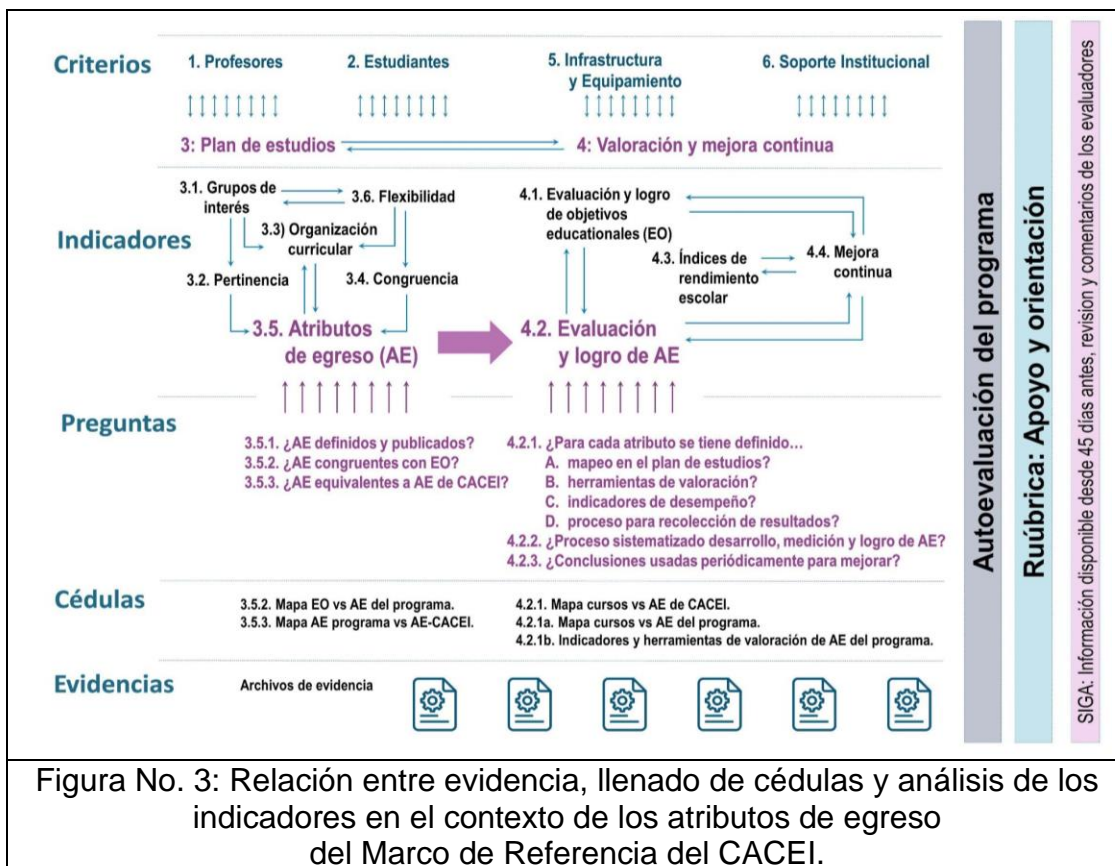 Criterios
1. Profesores
2. Estudiantes
5. Infrastructura
y Equipamiento
6. Soporte Institucional
3: Plan de estudios
4: Valoración y mejora continua
Indicadores
3.1. Grupos de
interés
3.6. Flexibilidad
3.3) Organización
curricular
3.2. Pertinencia
3.4. Congruencia
3.5. Atributos
de egreso (AE)
4.1. Evaluación y logro
de objetivos
educacionales (EO)
4.3. Índices de
rendimiento
escolar
4.4. Mejora
continua
4.2. Evaluación
y logro de AE
Preguntas
3.5.1. ¿AE definidos y publicados?
3.5.2. ¿AE congruentes con EO?
3.5.3. ¿AE equivalentes a AE de CACEI?
4.2.1. ¿Para cada atributo se tiene definido...
A. mapeo en el plan de estudios?
B. herramientas de valoración?
C. indicadores de desempeño?
D. proceso para recolección de resultados?
4.2.2. ¿Proceso sistematizado desarrollo, medición y logro de AE?
4.2.3. ¿Conclusiones usadas periódicamente para mejorar?
Cédulas
3.5.2. Mapa EO vs AE del programa.
3.5.3. Mapa AE programa vs AE-CACEI.
4.2.1. Mapa cursos vs AE de CACEI.
4.2.1a. Mapa cursos vs AE del programa.
4.2.1b. Indicadores y herramientas de valoración de AE del programa.
Evidencias
Archivos de evidencia
Autoevaluación del programa
Ruúbrica: Apoyo y orientación
SIGA: Información disponible desde 45 días antes, revision y comentarios de los evaluadores
Figura No. 3: Relación entre evidencia, llenado de cédulas y análisis de los
indicadores en el contexto de los atributos de egreso
del Marco de Referencia del CACEI.